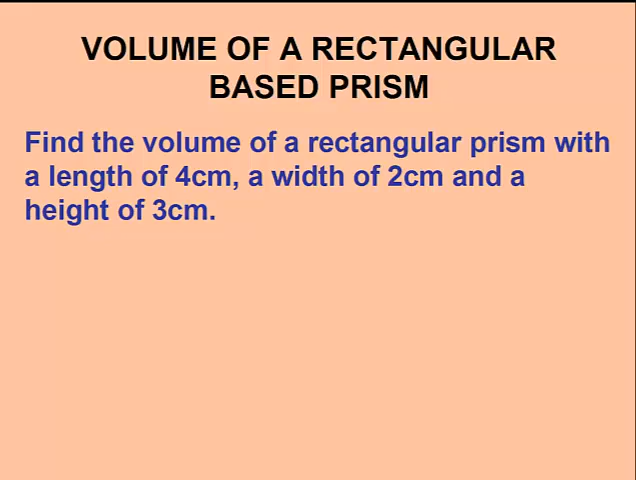 VOLUME OF A RECTANGULAR
BASED PRISM
Find the volume of a rectangular prism with
a length of 4cm, a width of 2cm and a
height of 3cm.